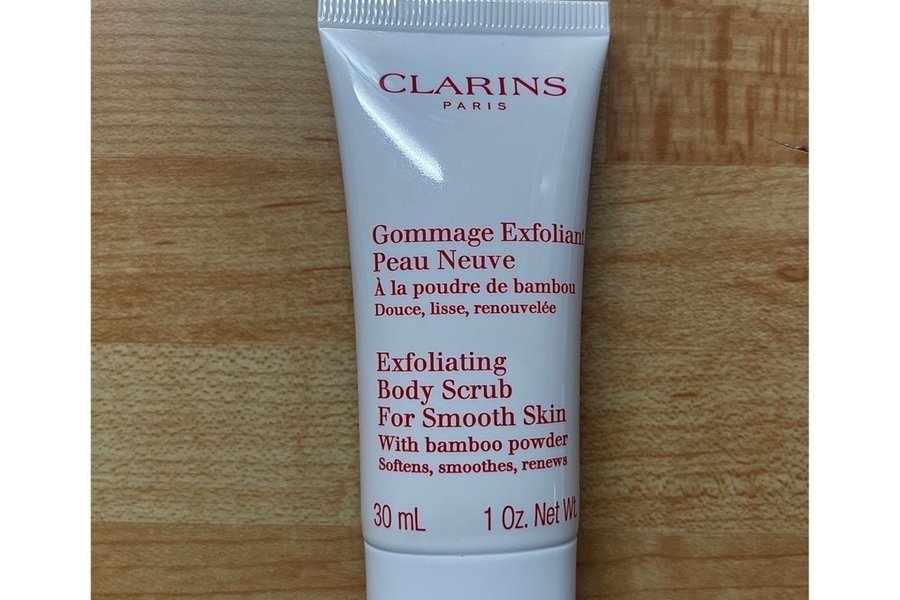 CLARINS
PARIS
Gommage Exfoliant
Peau Neuve
À la poudre de bambou
Douce, lisse, renouvelée
Exfoliating
Body Scrub
For Smooth Skin
With bamboo powder
Softens, smoothes, renews
30 mL 1 Oz. Net Wt.